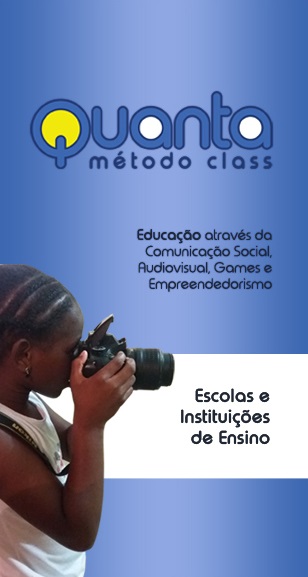 Quanta
método class
Educação através da
Comunicação Social,
Audiovisual, Games e
Empreendedorismo
Escolas e
Instituições
de Ensino